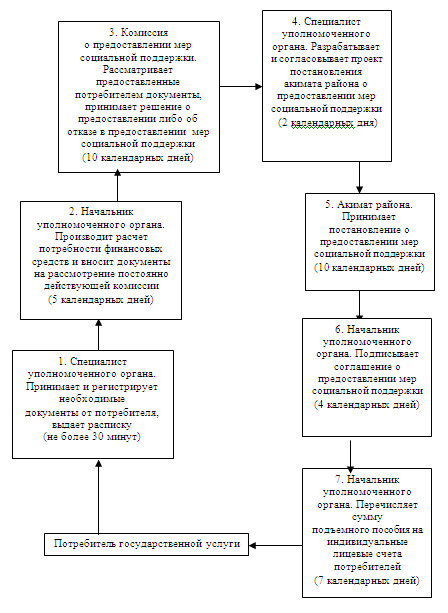 3. Комиссия
о предоставлении мер
социальной поддержки.
Рассматривает
предоставленные
потребителем документы,
принимает решение о
предоставлении либо об
отказе в предоставлении мер
социальной поддержки
(10 календарных дней)
4. Специалист
уполномоченного
органа. Разрабатывает
и согласовывает проект
постановления
акимата района о
предоставлении мер
социальной поддержки
(2 календарных дня)
2. Начальник
уполномоченного органа.
Производит расчет
потребности финансовых
средств и вносит документы
на рассмотрение постоянно
действующей комиссии
(5 календарных дней)
5. Акимат района.
Принимает
постановление о
предоставлении мер
социальной поддержки
(10 календарных дней)
1. Специалист
уполномоченного органа.
Принимает и регистрирует
необходимые
документы от потребителя,
выдает расписку
(не более 30 минут)
6. Начальник
уполномоченного
органа. Подписывает
соглашение о
предоставлении мер
социальной поддержки
(4 календарных дней)
7. Начальник
уполномоченного
органа. Перечисляет
сумму
подъемного пособия на
индивидуальные
лицевые счета
потребителей
(7 календарных дней)
Потребитель государственной услуги